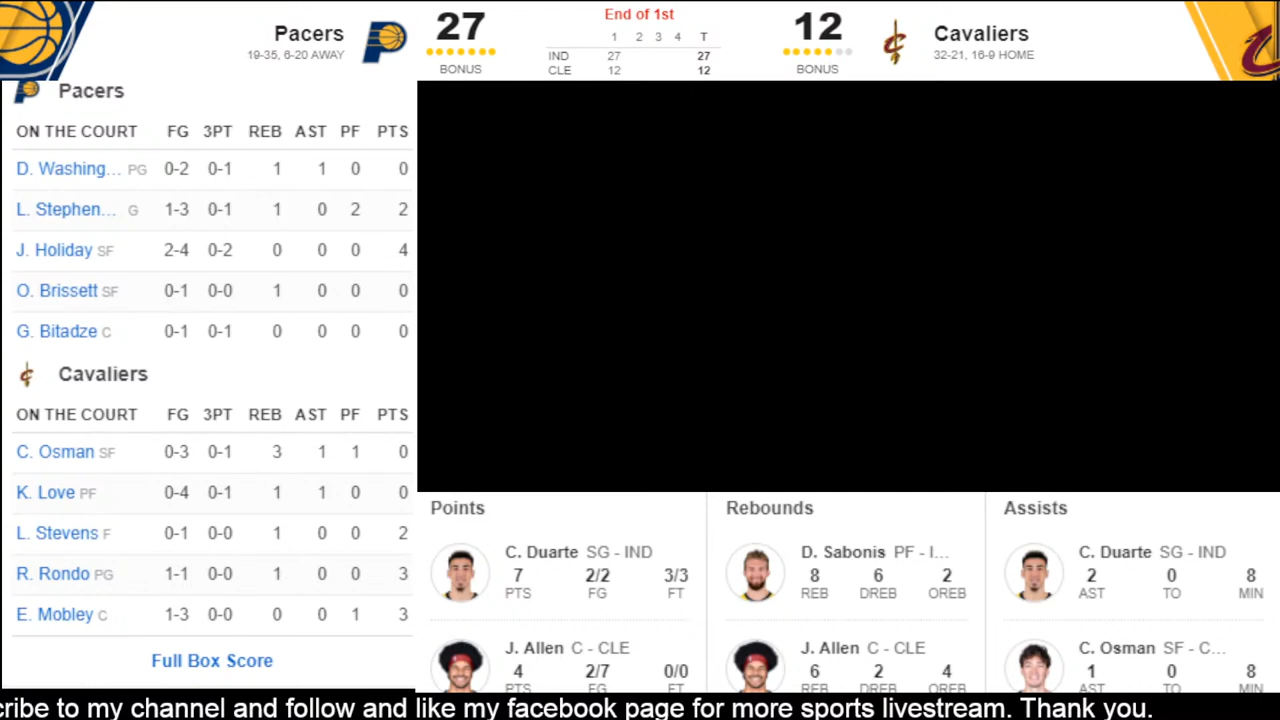 Pacers 27 End of 1st 12 Cavaliers
19-35, 6-20 AWAY 1 2 3 4 T 32-21, 16-9 HOME
BONUS IND 27 27 BONUS
CLE 12 12
Pacers
ON THE COURT FG 3PT REB AST PF PTS
D. Washing... PG 0-2 0-1 1 1 0 0
L. Stephen... G 1-3 0-1 1 0 2 2
J. Holiday SF 2-4 0-2 0 0 0 4
O. Brissett SF 0-1 0-0 1 0 0 0
G. Bitadze C 0-1 0-1 0 0 0 0
Cavaliers
ON THE COURT FG 3PT REB AST PF PTS
C. Osman SF 0-3 0-1 3 1 1 0
K. Love PF 0-4 0-1 1 1 0 0
L. Stevens F 0-1 0-0 1 0 0 2
R. Rondo PG 1-1 0-0 1 0 0 3
E. Mobley C 1-3 0-0 0 0 1 3
Full Box Score
Points
C. Duarte SG - IND
7 2/2 3/3
PTS FG FT
J. Allen C - CLE
4 2/7 0/0
PTS FG FT
Rebounds
D. Sabonis PF - I...
8 6 2
REB DREB OREB
J. Allen C - CLE
6 2 4
REB DREB OREB
Assists
C. Duarte SG - IND
2 0 8
AST TO MIN
C. Osman SF - C...
1 0 8
AST TO MIN
cribe to my channel and follow and like my facebook page for more sports livestream. Thank you.